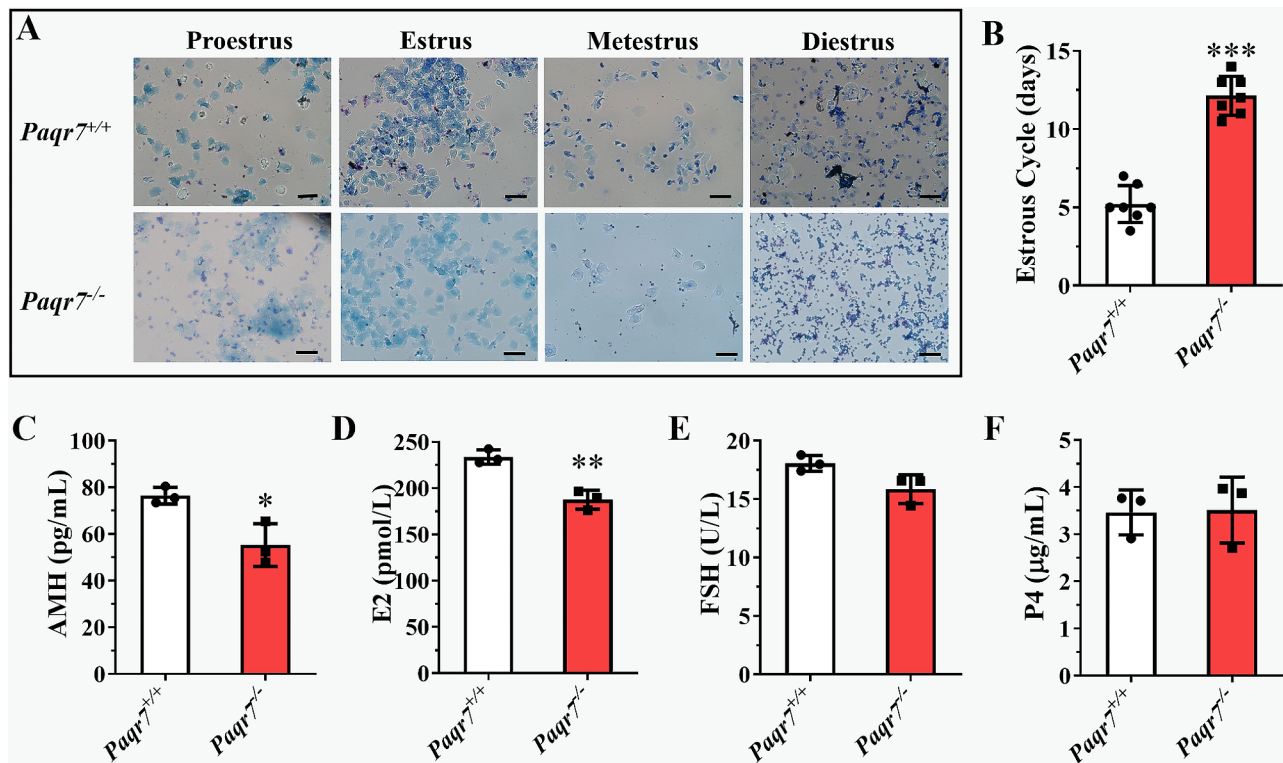 A
Proestrus Estrus Metestrus Diestrus
Paqr7+/+
Paqr7-/-
B
***
Estrous Cycle (days)
15
10
5
0
Paqr7+/+
Paqr7-/-
C
*
AMH (pg/mL)
100
80
60
40
20
0
Paqr7+/+
Paqr7-/-
D
**
E2 (pmol/L)
250
200
150
100
50
0
Paqr7+/+
Paqr7-/-
E
FSH (U/L)
20
15
10
5
0
Paqr7+/+
Paqr7-/-
F
P4 (μg/mL)
5
4
3
2
1
0
Paqr7+/+
Paqr7-/-